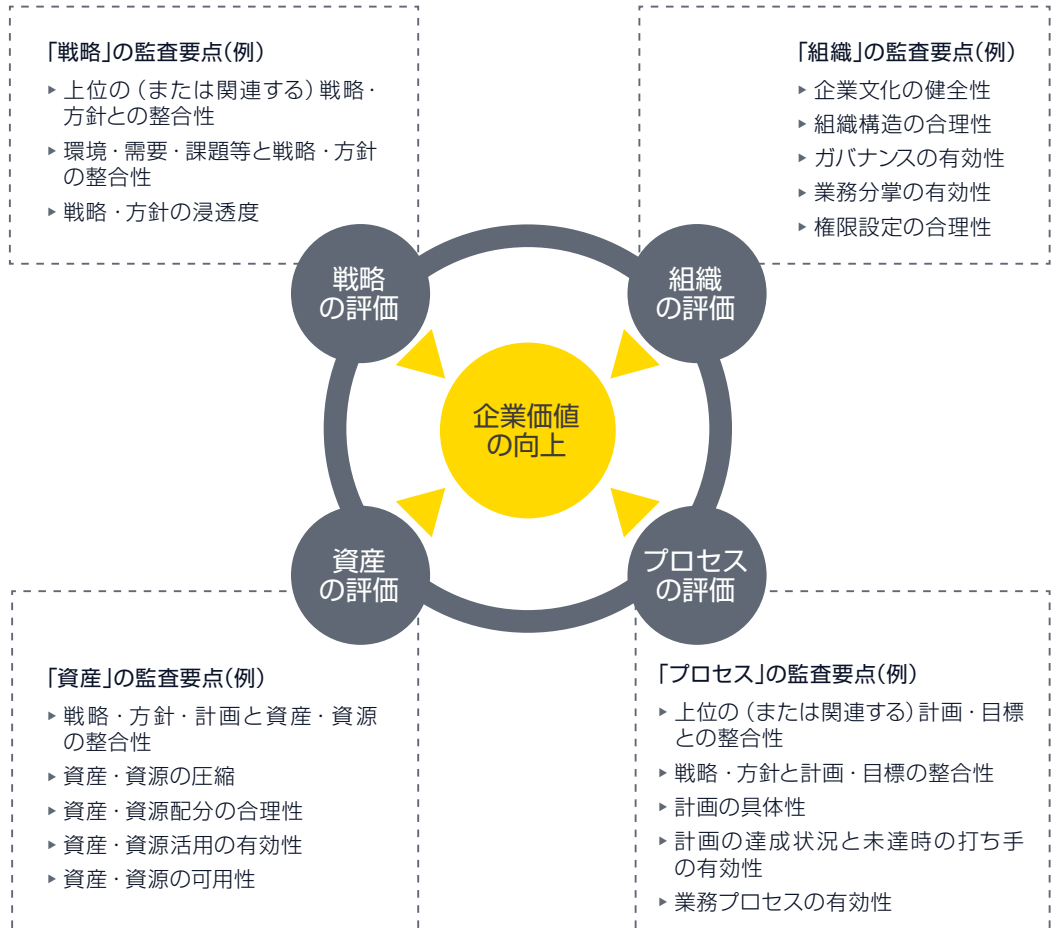 「戦略」の監査要点(例)
▸ 上位の（または関連する）戦略・
方針との整合性
▸ 環境・需要・課題等と戦略・方針
の整合性
▸ 戦略・方針の浸透度
「組織」の監査要点(例)
▸ 企業文化の健全性
▸ 組織構造の合理性
▸ ガバナンスの有効性
▸ 業務分掌の有効性
▸ 権限設定の合理性
戦略
の評価
組織
の評価
企業価値
の向上
資産
の評価
プロセス
の評価
「資産」の監査要点(例)
▸ 戦略・方針・計画と資産・資源
の整合性
▸ 資産・資源の圧縮
▸ 資産・資源配分の合理性
▸ 資産・資源活用の有効性
▸ 資産・資源の可用性
「プロセス」の監査要点(例)
▸ 上位の（または関連する）計画・目標
との整合性
▸ 戦略・方針と計画・目標の整合性
▸ 計画の具体性
▸ 計画の達成状況と未達時の打ち手
の有効性
▸ 業務プロセスの有効性